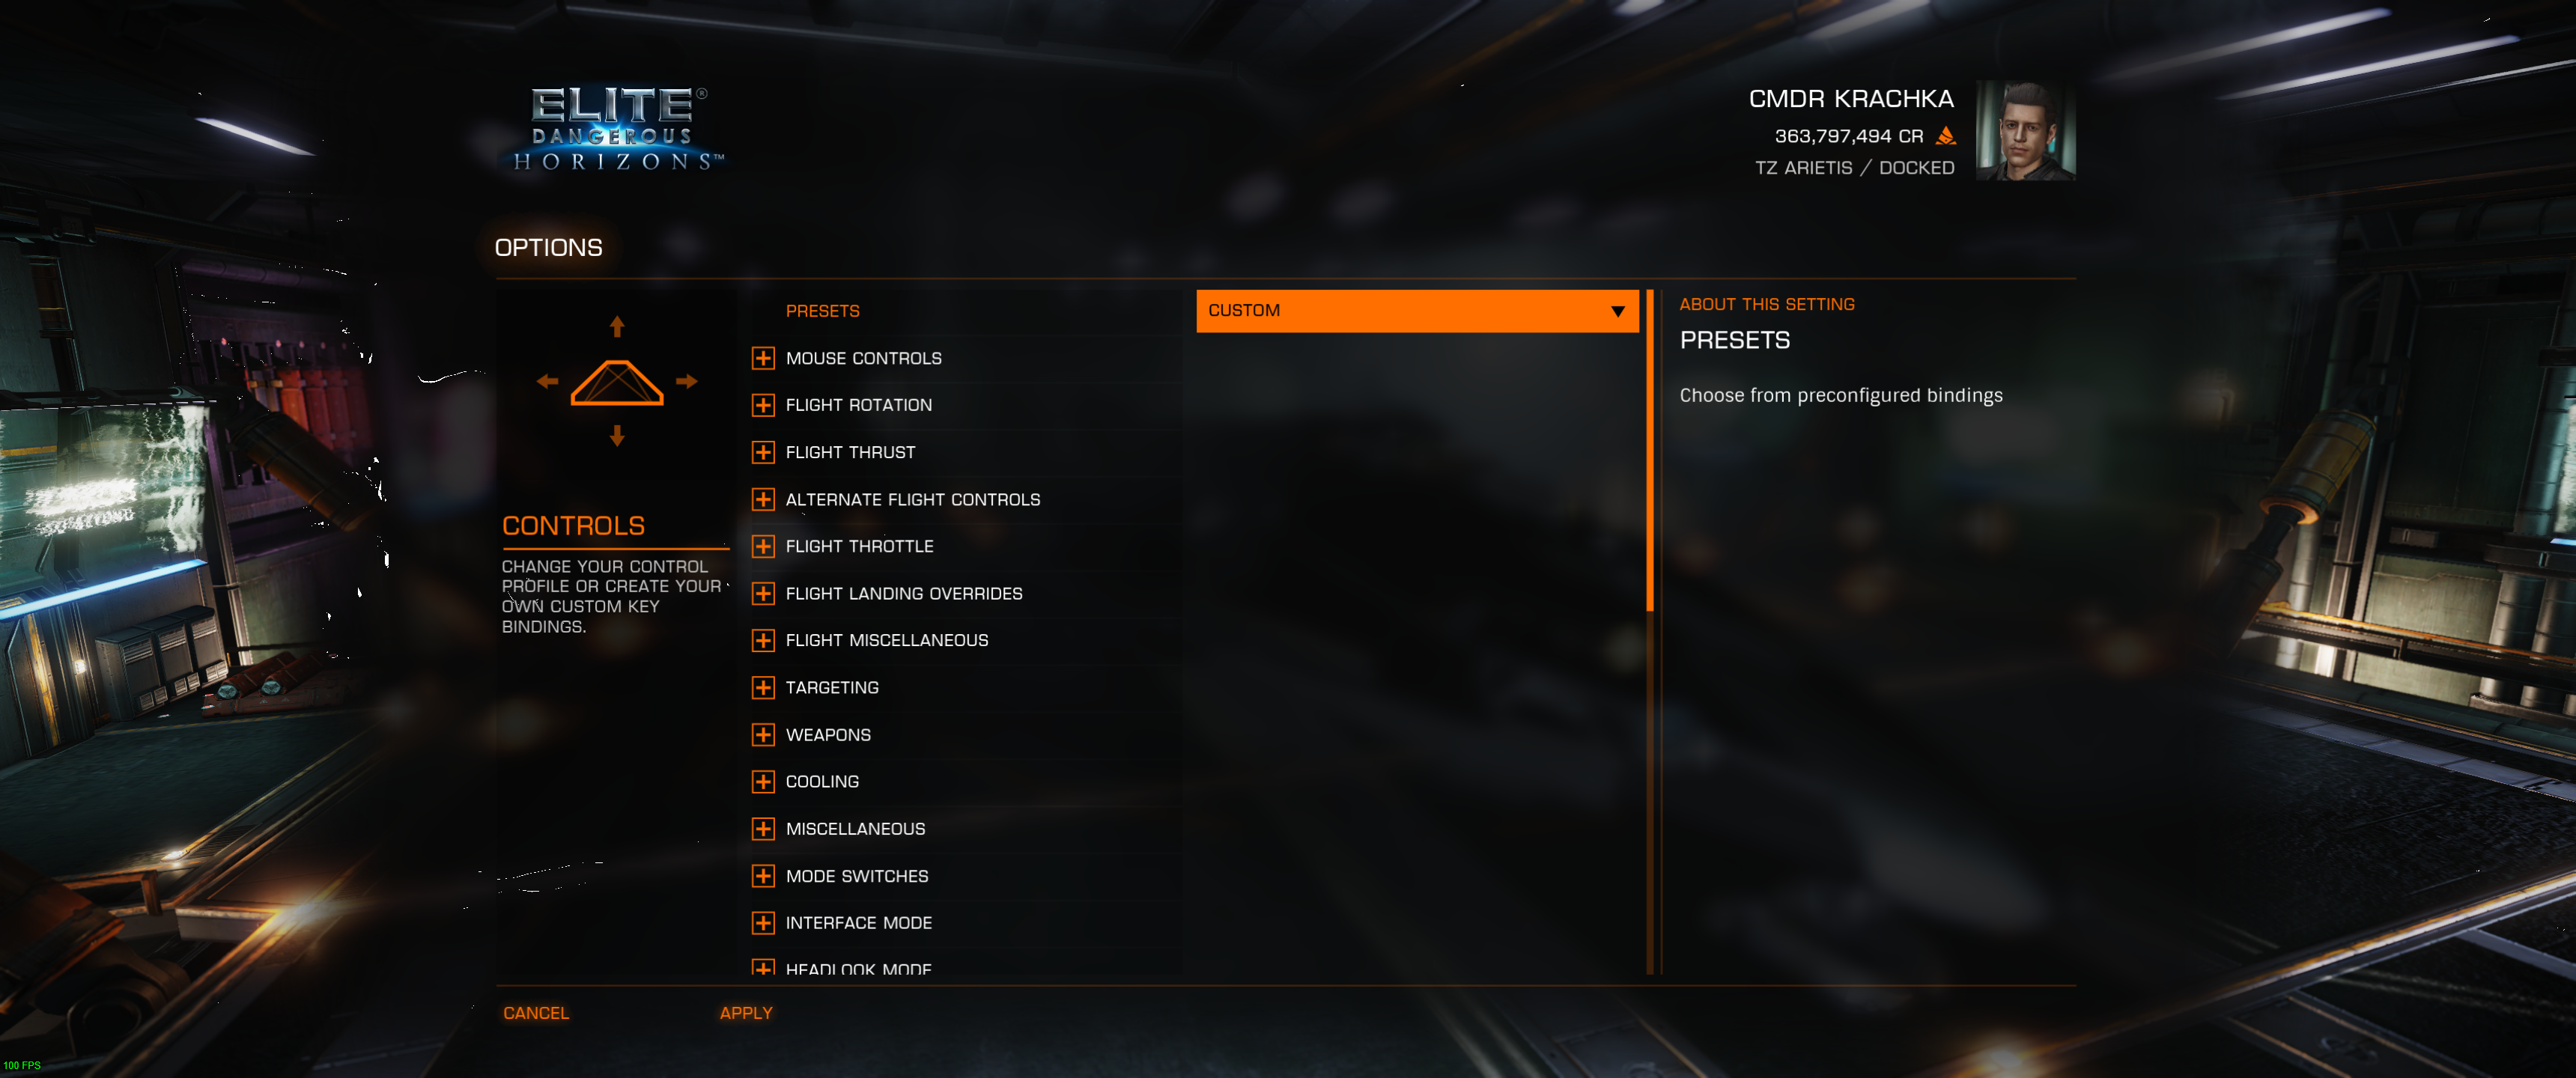 ELITE®
DANGEROUS
HORIZONS™
CMDR KRACHKA
363,797,494 CR
TZ ARIETIS / DOCKED
OPTIONS
CONTROLS
CHANGE YOUR CONTROL
PROFILE OR CREATE YOUR
OWN CUSTOM KEY
BINDINGS.
PRESETS
CUSTOM
MOUSE CONTROLS
FLIGHT ROTATION
FLIGHT THRUST
ALTERNATE FLIGHT CONTROLS
FLIGHT THROTTLE
FLIGHT LANDING OVERRIDES
FLIGHT MISCELLANEOUS
TARGETING
WEAPONS
COOLING
MISCELLANEOUS
MODE SWITCHES
INTERFACE MODE
HEADLOOK MODE
ABOUT THIS SETTING
PRESETS
Choose from preconfigured bindings
CANCEL
APPLY
100 FPS